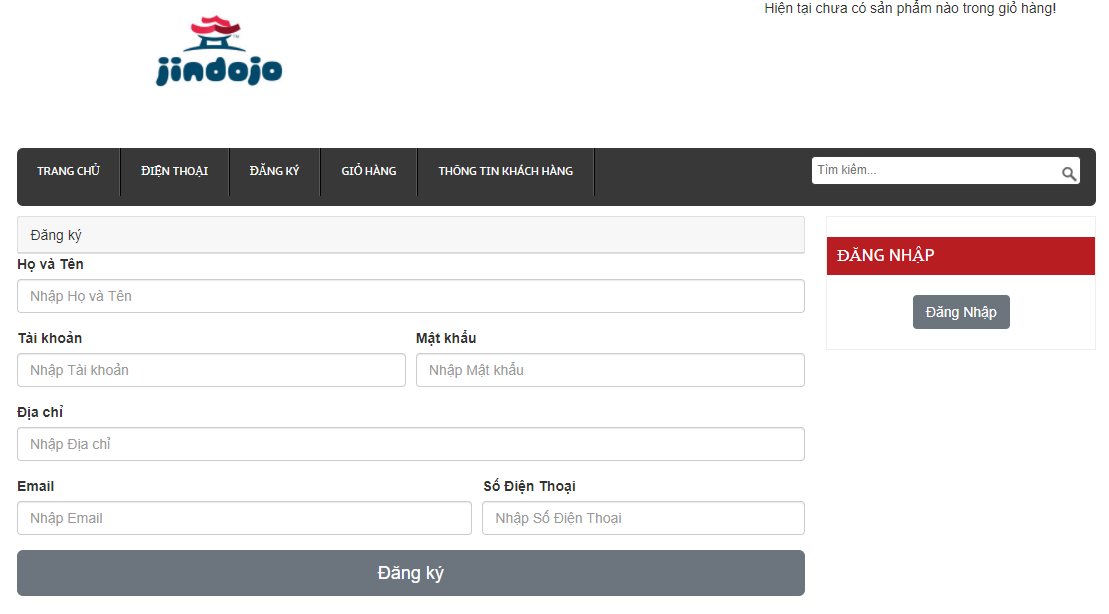 Hiện tại chưa có sản phẩm nào trong giỏ hàng!
jindojo
TRANG CHỦ ĐIỆN THOẠI ĐĂNG KÝ GIỎ HÀNG THÔNG TIN KHÁCH HÀNG Tìm kiếm...
Đăng ký
Họ và Tên
Nhập Họ và Tên
Tài khoản Mật khẩu
Nhập Tài khoản Nhập Mật khẩu
Địa chỉ
Nhập Địa chỉ
Email Số Điện Thoại
Nhập Email Nhập Số Điện Thoại
Đăng ký
ĐĂNG NHẬP
Đăng Nhập